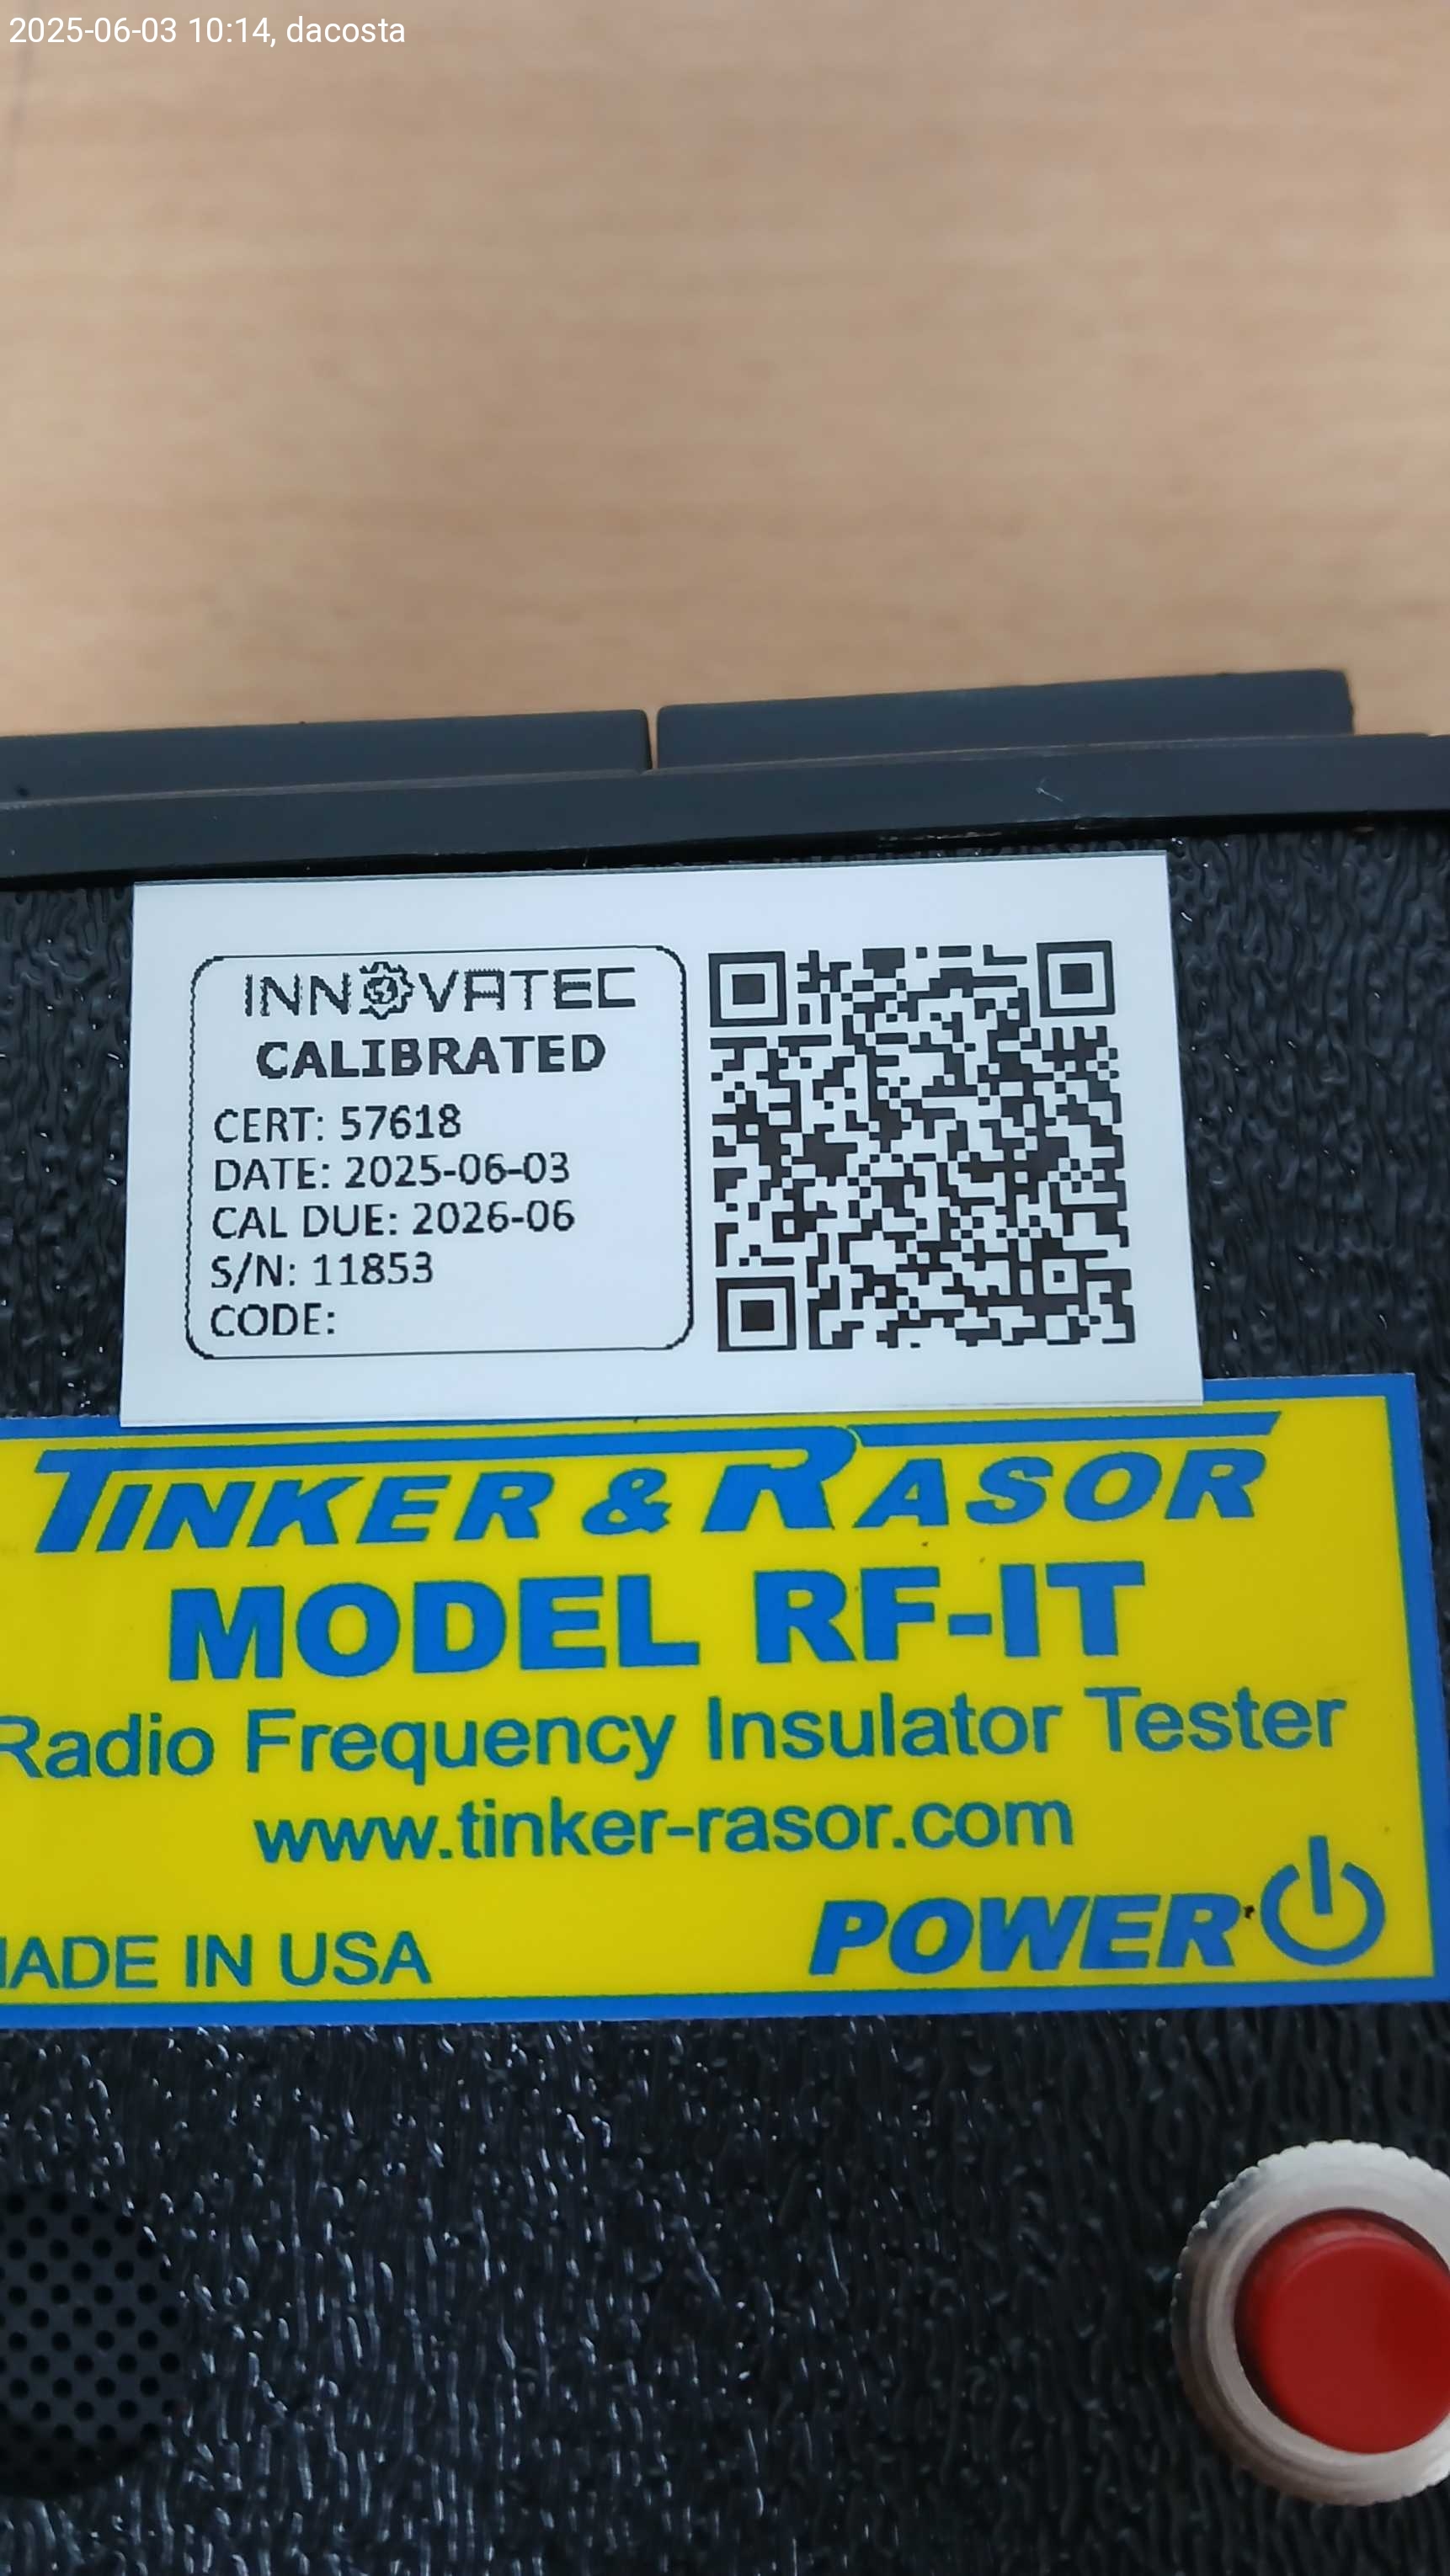 2025-06-03 10:14, dacosta
INNOVATEC
CALIBRATED
CERT: 57618
DATE: 2025-06-03
CAL DUE: 2026-06
S/N: 11853
CODE:
TINKER & RASOR
MODEL RF-IT
Radio Frequency Insulator Tester
www.tinker-rasor.com
ADE IN USA
POWER